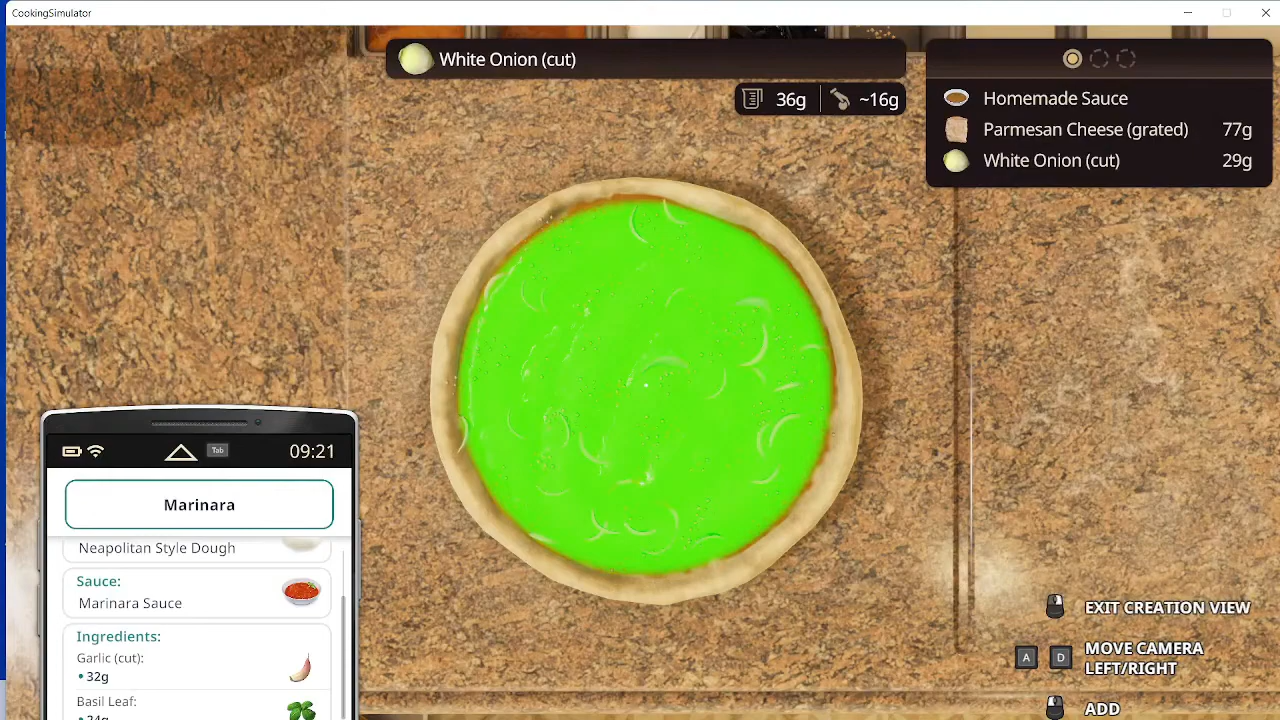 CookingSimulator
White Onion (cut)
36g
~16g
Homemade Sauce
Parmesan Cheese (grated) 77g
White Onion (cut) 29g
Tab
09:21
Marinara
Neapolitan Style Dough
Sauce:
Marinara Sauce
Ingredients:
Garlic (cut):
• 32g
Basil Leaf:
• 24g
EXIT CREATION VIEW
A D MOVE CAMERA
LEFT/RIGHT
ADD